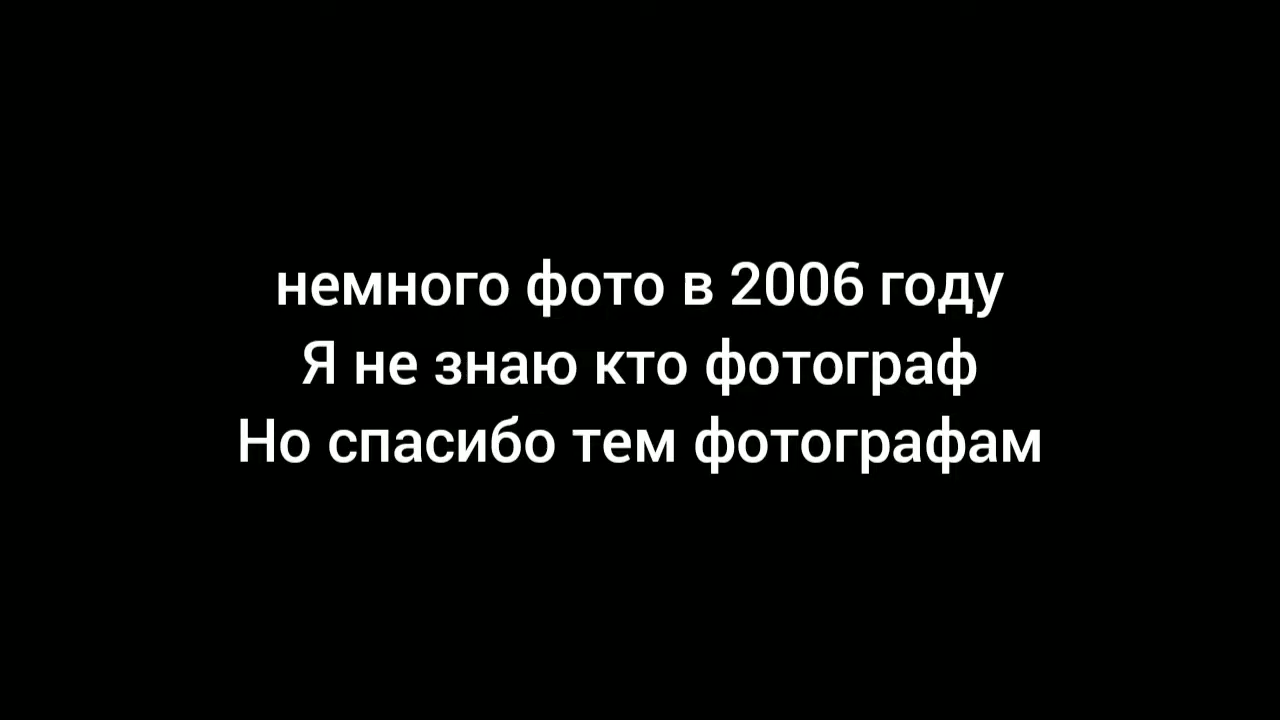 немного фото в 2006 году
Я не знаю кто фотограф
Но спасибо тем фотографам